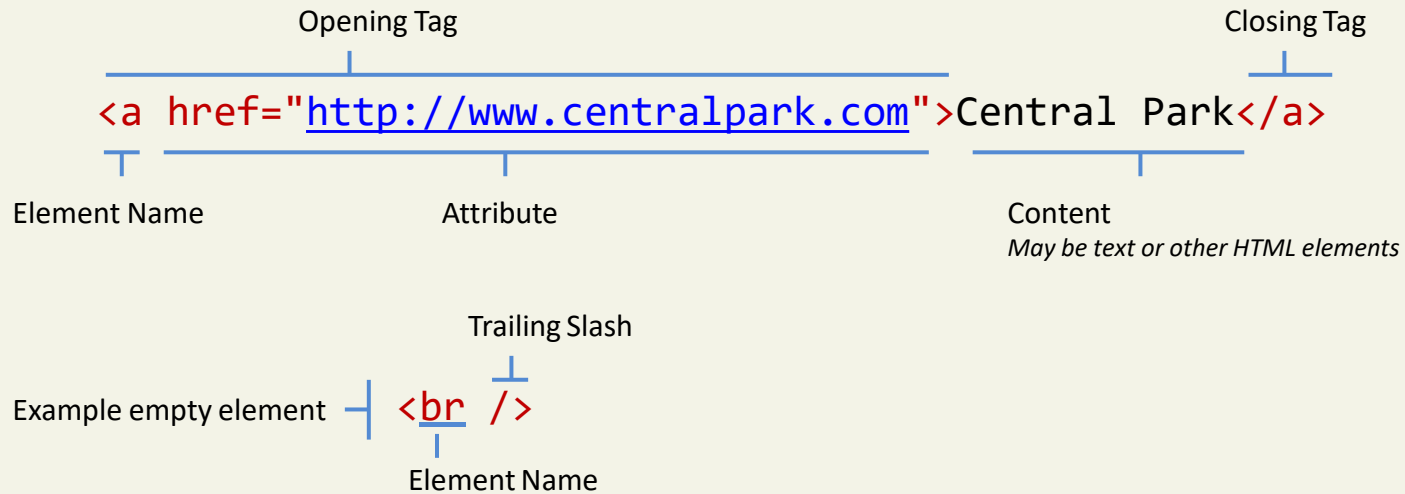 Opening Tag
Closing Tag
<a href="http://www.centralpark.com">Central Park</a>
Element Name
Attribute
Content
May be text or other HTML elements
Trailing Slash
Example empty element
<br />
Element Name